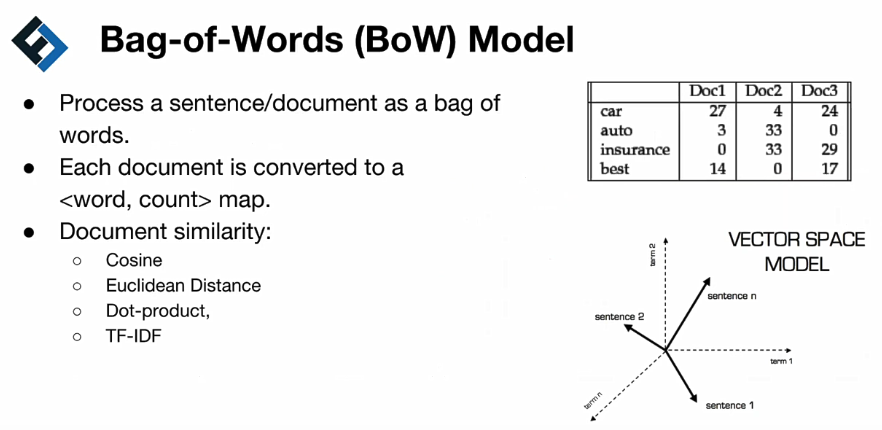 Bag-of-Words (BoW) Model
● Process a sentence/document as a bag of
words.
● Each document is converted to a
<word, count> map.
● Document similarity:
○ Cosine
○ Euclidean Distance
○ Dot-product,
○ TF-IDF
Doc1 Doc2 Doc3
car 27 4 24
auto 3 33 0
insurance 0 33 29
best 14 0 17
VECTOR SPACE
MODEL
term 2
sentence n
sentence 2
term 1
term n
sentence 1